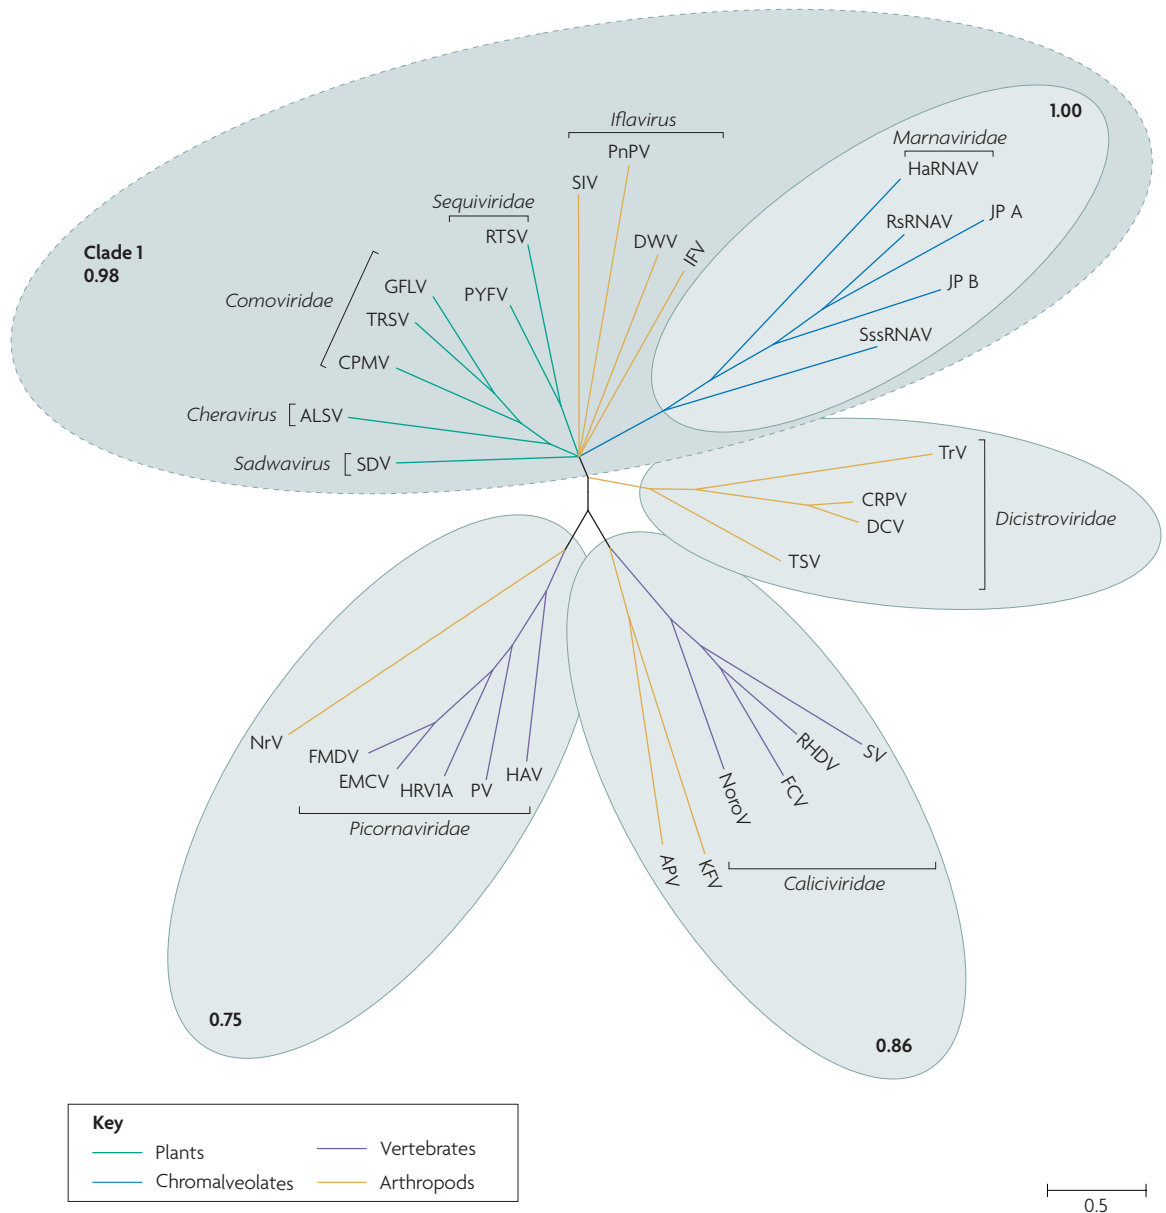 1.00
Iflavirus
Marnaviridae
PnPV
HaRNAV
SIV
Sequiviridae
JP A
RsRNAV
RTSV
DWV
IFV
Clade 1
0.98
GFLV
PYFV
JP B
Comoviridae
TRSV
SssRNAV
CPMV
Cheravirus
ALSV
Sadwavirus
SDV
TrV
CRPV
DCV
Dicistroviridae
TSV
NrV
FMDV
EMCV
HRV1A
PV
HAV
Picornaviridae
RHDV
SV
NoroV
FCV
APV
KFV
Caliciviridae
0.75
0.86
Key
Plants
Vertebrates
Chromalveolates
Arthropods
0.5